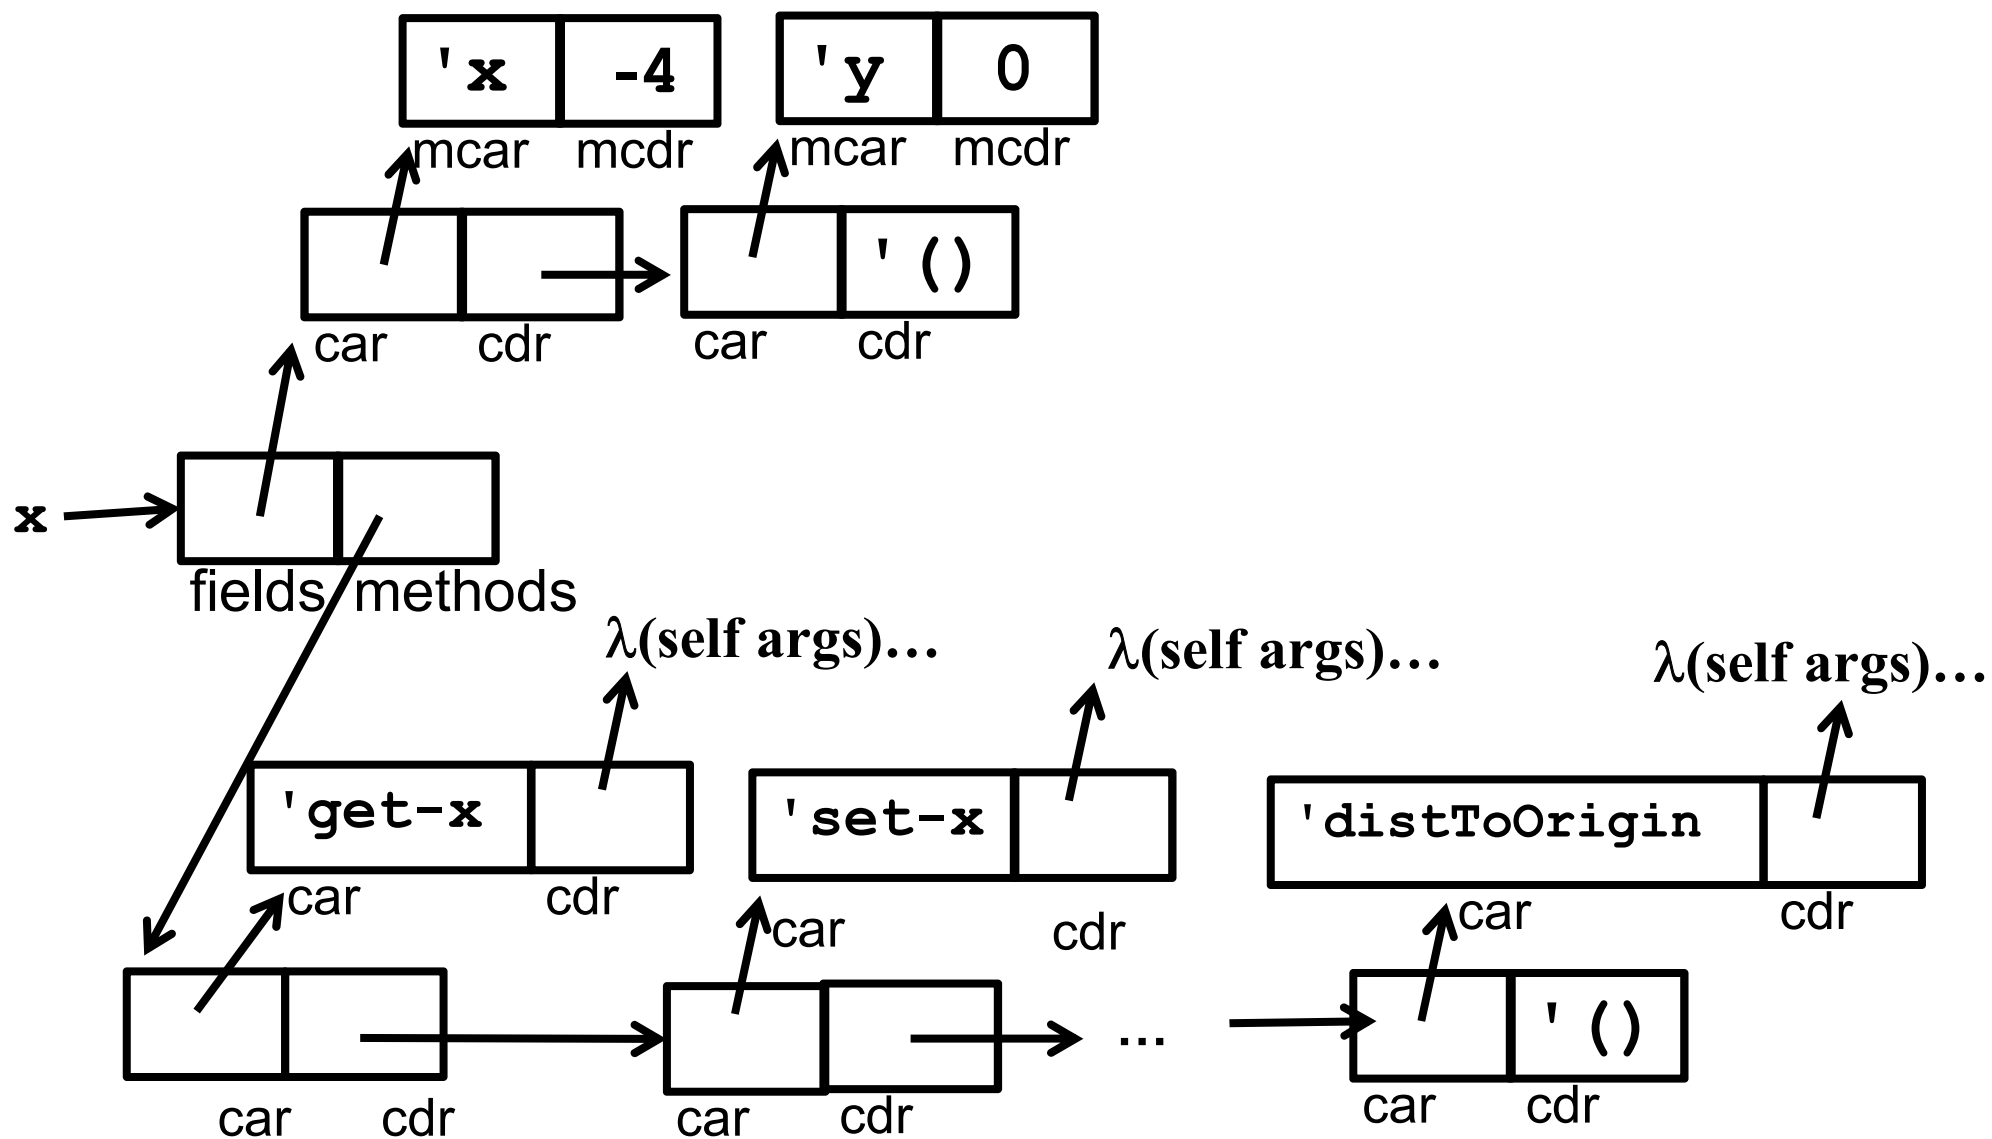 'x -4 'y 0
mcar mcdr mcar mcdr
'()
car cdr car cdr
x
fields methods
λ(self args)… λ(self args)… λ(self args)…
'get-x 'set-x 'distToOrigin
car cdr car cdr car cdr
... '()
car cdr car cdr car cdr